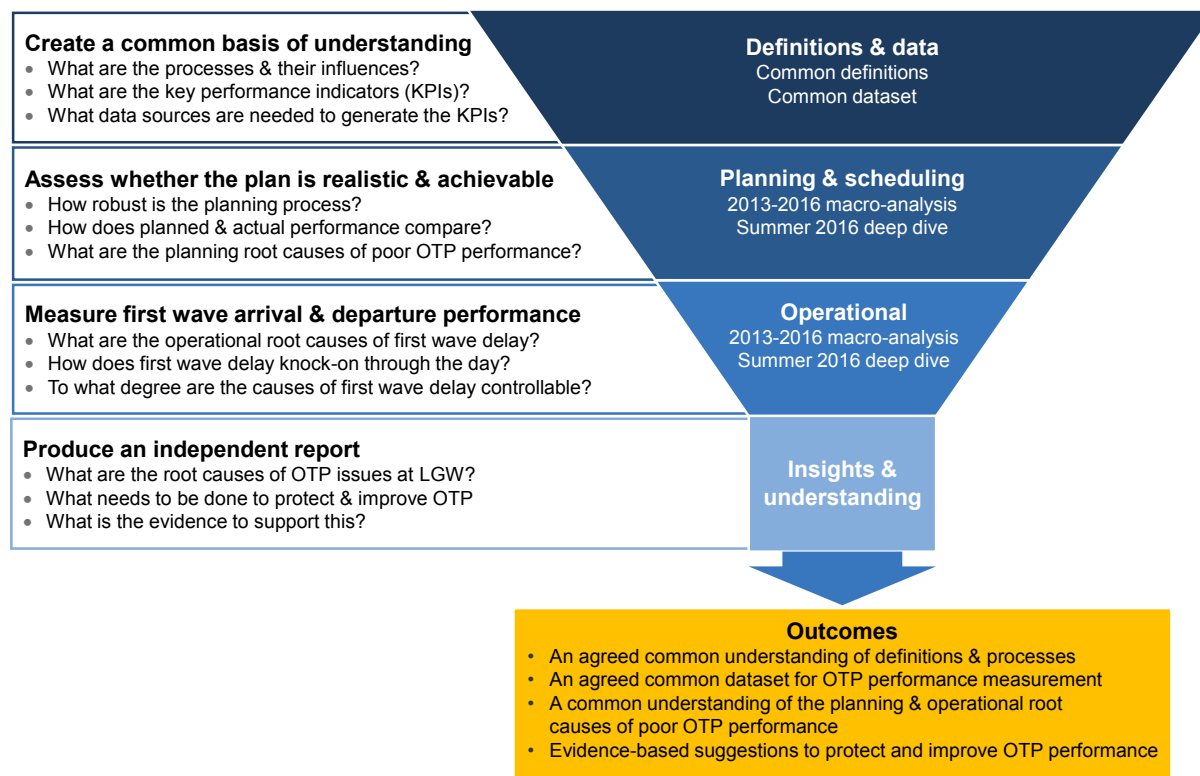 Create a common basis of understanding
• What are the processes & their influences?
• What are the key performance indicators (KPIs)?
• What data sources are needed to generate the KPIs?
Definitions & data
Common definitions
Common dataset
Assess whether the plan is realistic & achievable
• How robust is the planning process?
• How does planned & actual performance compare?
• What are the planning root causes of poor OTP performance?
Planning & scheduling
2013-2016 macro-analysis
Summer 2016 deep dive
Measure first wave arrival & departure performance
• What are the operational root causes of first wave delay?
• How does first wave delay knock-on through the day?
• To what degree are the causes of first wave delay controllable?
Operational
2013-2016 macro-analysis
Summer 2016 deep dive
Produce an independent report
• What are the root causes of OTP issues at LGW?
• What needs to be done to protect & improve OTP
• What is the evidence to support this?
Insights &
understanding
Outcomes
• An agreed common understanding of definitions & processes
• An agreed common dataset for OTP performance measurement
• A common understanding of the planning & operational root
causes of poor OTP performance
• Evidence-based suggestions to protect and improve OTP performance